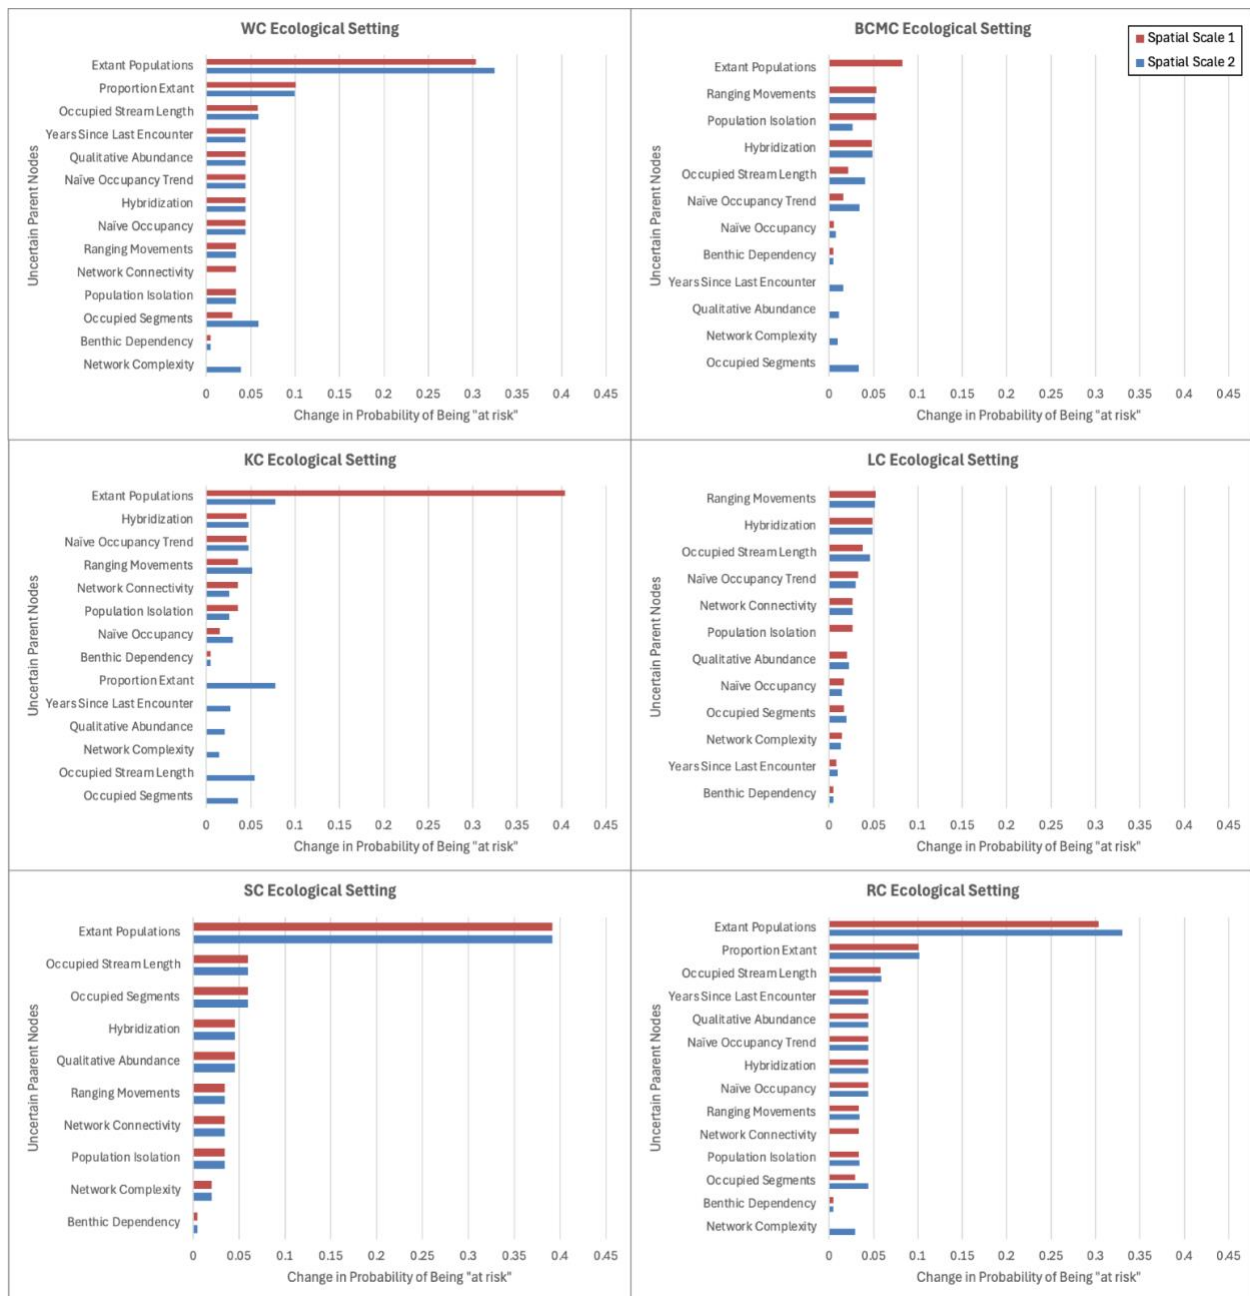 WC Ecological Setting
Uncertain Parent Nodes
Extant Populations
Proportion Extant
Occupied Stream Length
Years Since Last Encounter
Qualitative Abundance
Naïve Occupancy Trend
Hybridization
Naïve Occupancy
Ranging Movements
Network Connectivity
Population Isolation
Occupied Segments
Benthic Dependency
Network Complexity
0 0.05 0.1 0.15 0.2 0.25 0.3 0.35 0.4 0.45
Change in Probability of Being "at risk"
BCMC Ecological Setting
Spatial Scale 1
Spatial Scale 2
Uncertain Parent Nodes
Extant Populations
Ranging Movements
Population Isolation
Hybridization
Occupied Stream Length
Naïve Occupancy Trend
Naïve Occupancy
Benthic Dependency
Years Since Last Encounter
Qualitative Abundance
Network Complexity
Occupied Segments
0 0.05 0.1 0.15 0.2 0.25 0.3 0.35 0.4 0.45
Change in Probability of Being "at risk"
KC Ecological Setting
Uncertain Parent Nodes
Extant Populations
Hybridization
Naïve Occupancy Trend
Ranging Movements
Network Connectivity
Population Isolation
Naïve Occupancy
Benthic Dependency
Proportion Extant
Years Since Last Encounter
Qualitative Abundance
Network Complexity
Occupied Stream Length
Occupied Segments
0 0.05 0.1 0.15 0.2 0.25 0.3 0.35 0.4 0.45
Change in Probability of Being "at risk"
LC Ecological Setting
Uncertain Parent Nodes
Ranging Movements
Hybridization
Occupied Stream Length
Naïve Occupancy Trend
Network Connectivity
Population Isolation
Qualitative Abundance
Naïve Occupancy
Occupied Segments
Network Complexity
Years Since Last Encounter
Benthic Dependency
0 0.05 0.1 0.15 0.2 0.25 0.3 0.35 0.4 0.45
Change in Probability of Being "at risk"
SC Ecological Setting
Uncertain Paarent Nodes
Extant Populations
Occupied Stream Length
Occupied Segments
Hybridization
Qualitative Abundance
Ranging Movements
Network Connectivity
Population Isolation
Network Complexity
Benthic Dependency
0 0.05 0.1 0.15 0.2 0.25 0.3 0.35 0.4 0.45
Change in Probability of Being "at risk"
RC Ecological Setting
Uncertain Parent Nodes
Extant Populations
Proportion Extant
Occupied Stream Length
Years Since Last Encounter
Qualitative Abundance
Naïve Occupancy Trend
Hybridization
Naïve Occupancy
Ranging Movements
Network Connectivity
Population Isolation
Occupied Segments
Benthic Dependency
Network Complexity
0 0.05 0.1 0.15 0.2 0.25 0.3 0.35 0.4 0.45
Change in Probability of Being "at risk"